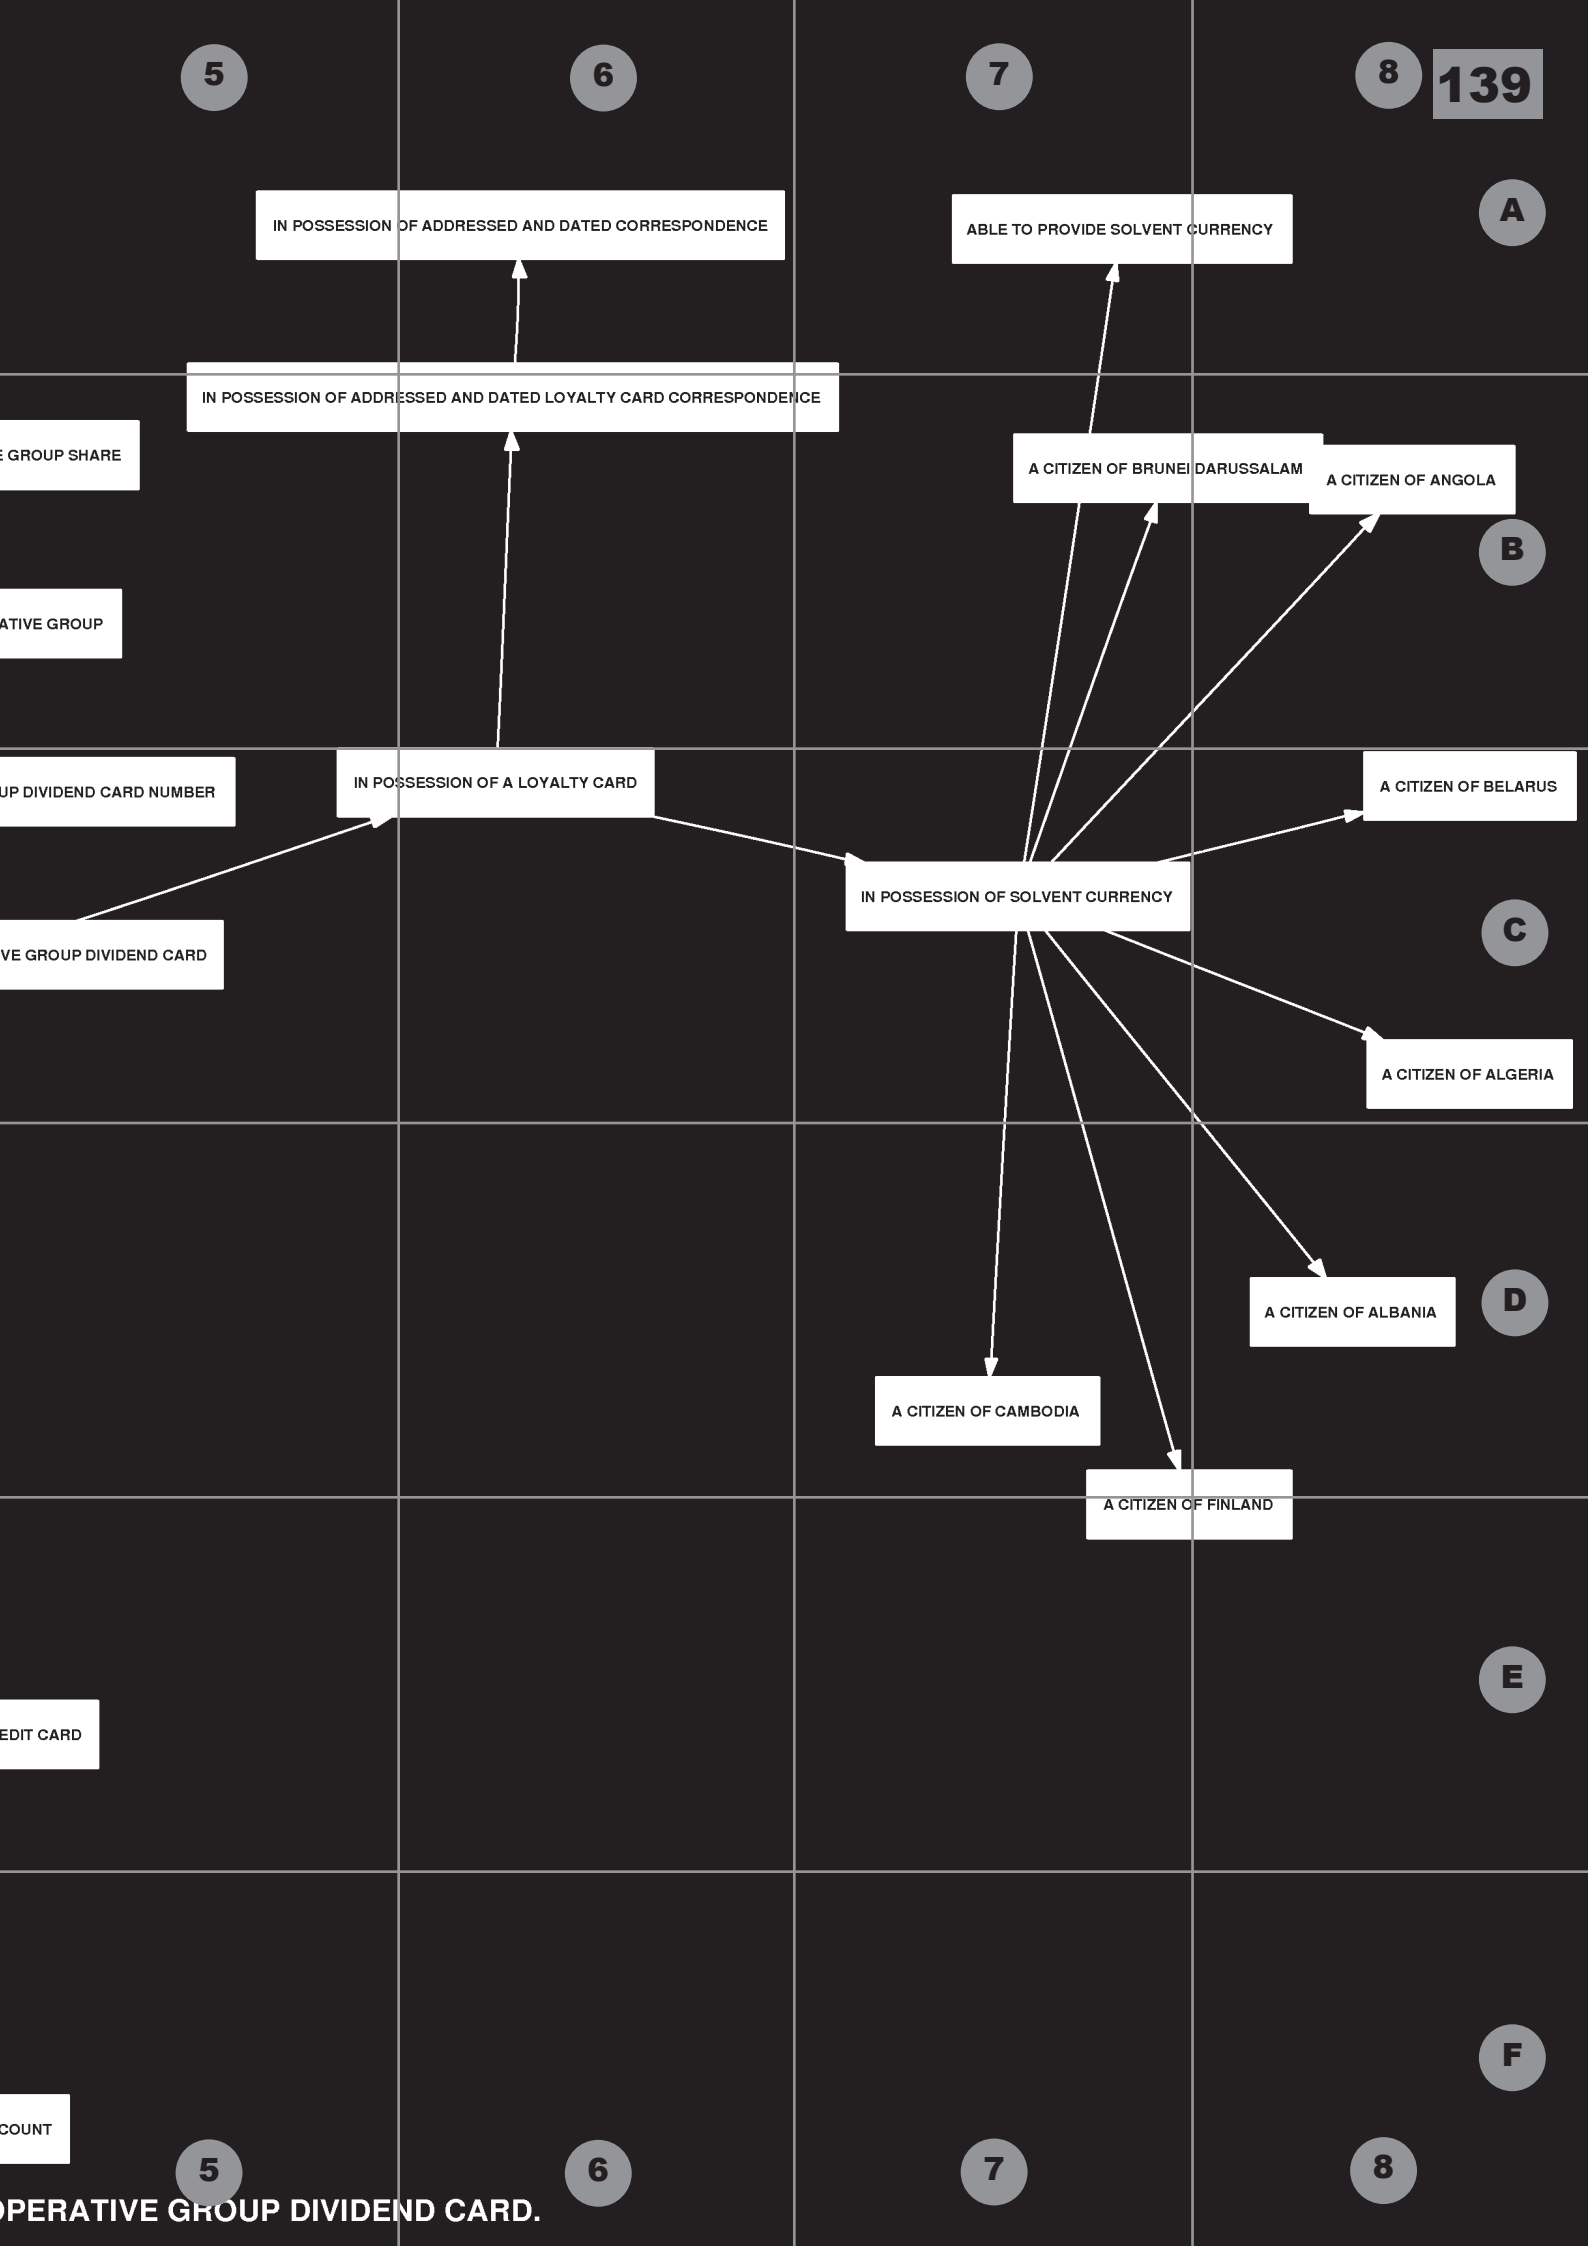 5
6
7
8
139
A
IN POSSESSION OF ADDRESSED AND DATED CORRESPONDENCE
ABLE TO PROVIDE SOLVENT CURRENCY
IN POSSESSION OF ADDRESSED AND DATED LOYALTY CARD CORRESPONDENCE
E GROUP SHARE
A CITIZEN OF BRUNEI DARUSSALAM
A CITIZEN OF ANGOLA
B
ATIVE GROUP
UP DIVIDEND CARD NUMBER
IN POSSESSION OF A LOYALTY CARD
A CITIZEN OF BELARUS
IN POSSESSION OF SOLVENT CURRENCY
C
VE GROUP DIVIDEND CARD
A CITIZEN OF ALGERIA
D
A CITIZEN OF ALBANIA
A CITIZEN OF CAMBODIA
A CITIZEN OF FINLAND
E
EDIT CARD
F
COUNT
5
6
7
8
OPERATIVE GROUP DIVIDEND CARD.